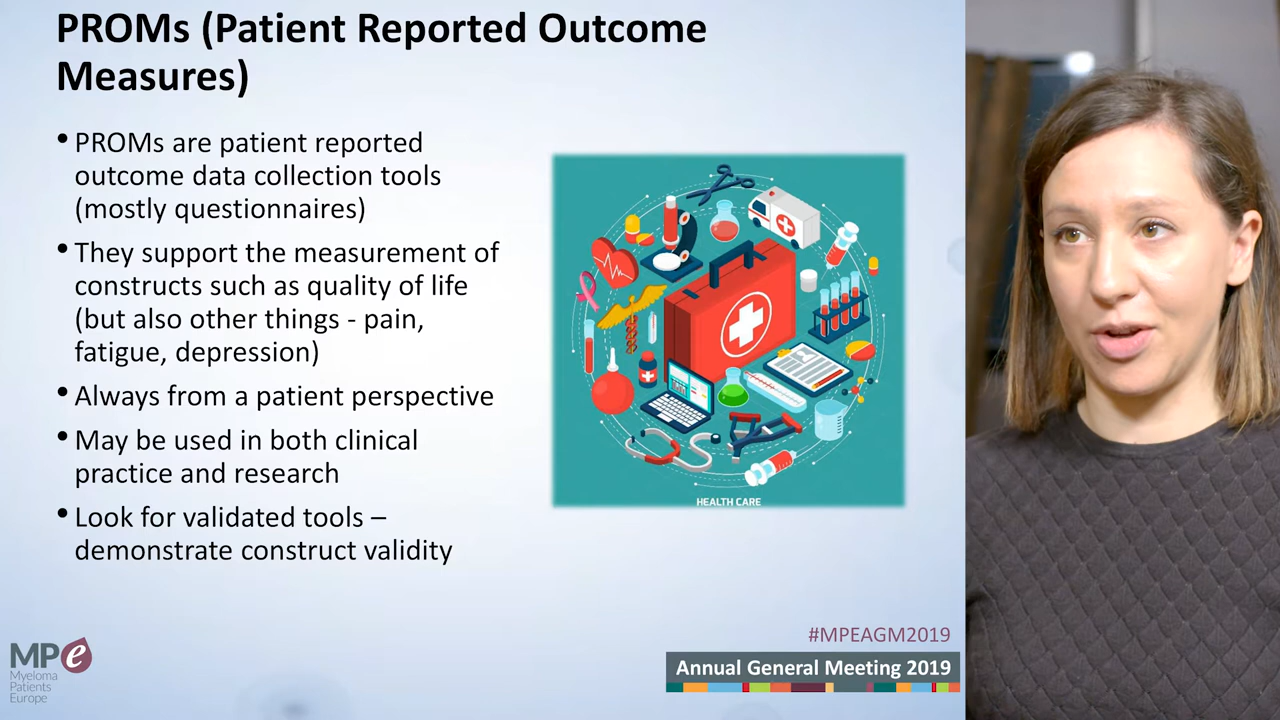 PROMs (Patient Reported Outcome
Measures)
• PROMs are patient reported
outcome data collection tools
(mostly questionnaires)
• They support the measurement of
constructs such as quality of life
(but also other things - pain,
fatigue, depression)
• Always from a patient perspective
• May be used in both clinical
practice and research
• Look for validated tools –
demonstrate construct validity
HEALTH CARE
#MPEAGM2019
Annual General Meeting 2019
MPe
Myeloma
Patients
Europe